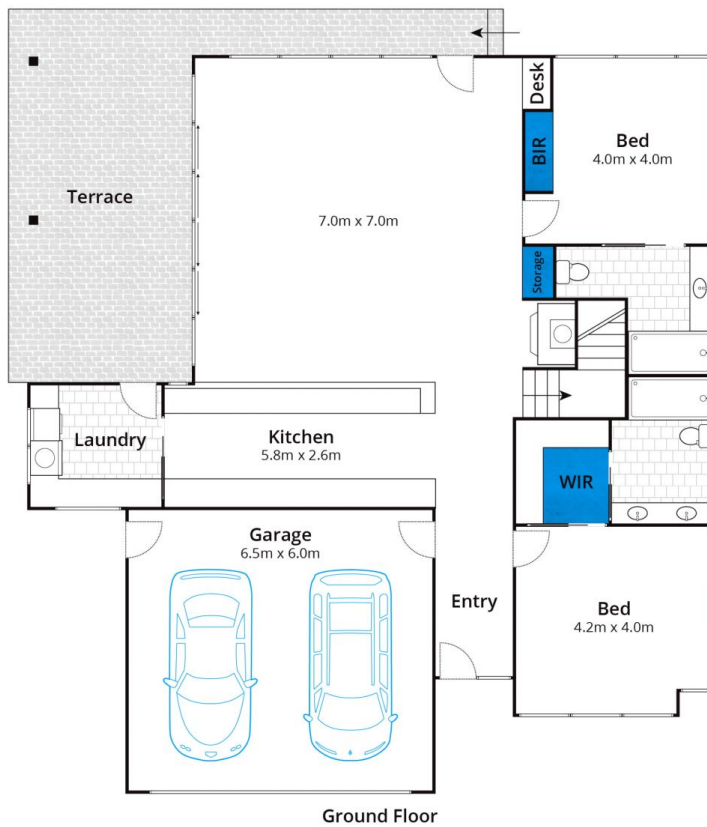 Desk
BIR
Bed
4.0m x 4.0m
Terrace
7.0m x 7.0m
Storage
Laundry
Kitchen
5.8m x 2.6m
WIR
Garage
6.5m x 6.0m
Entry
Bed
4.2m x 4.0m
Ground Floor